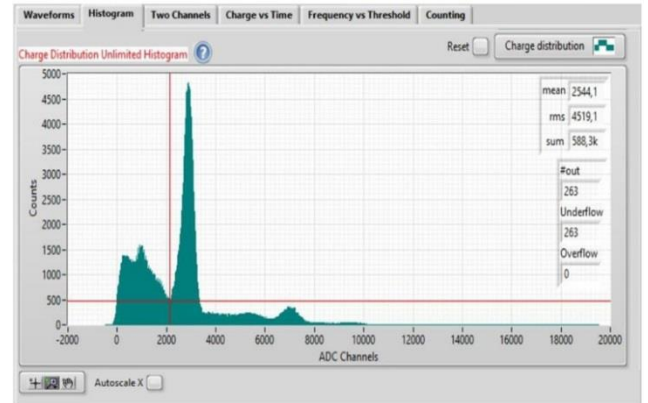 Waveforms Histogram Two Channels Charge vs Time Frequency vs Threshold Counting
Charge Distribution Unlimited Histogram ? Reset Charge distribution
5000
4500
4000
3500
3000
2500
2000
1500
1000
500
0
Counts
mean 2544,1
rms 4519,1
sum 588,3k
#out
263
Underflow
263
Overflow
0
-2000 0 2000 4000 6000 8000 10000 12000 14000 16000 18000 20000
ADC Channels
Autoscale X